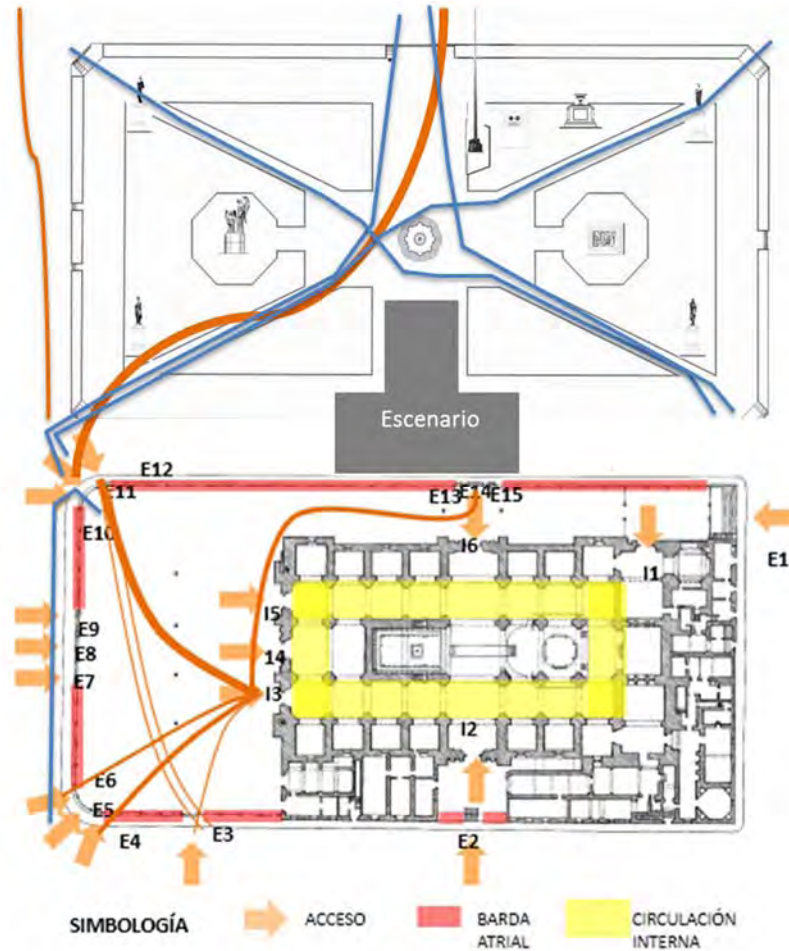 Escenario
E12
E11
E13
E14
E15
E10
I6
I1
E1
I5
E9
E8
14
E7
I3
I2
E6
E5
E4
E3
E2
SIMBOLOGÍA
ACCESO
BARDA
ATRIAL
CIRCULACIÓN
INTERNA